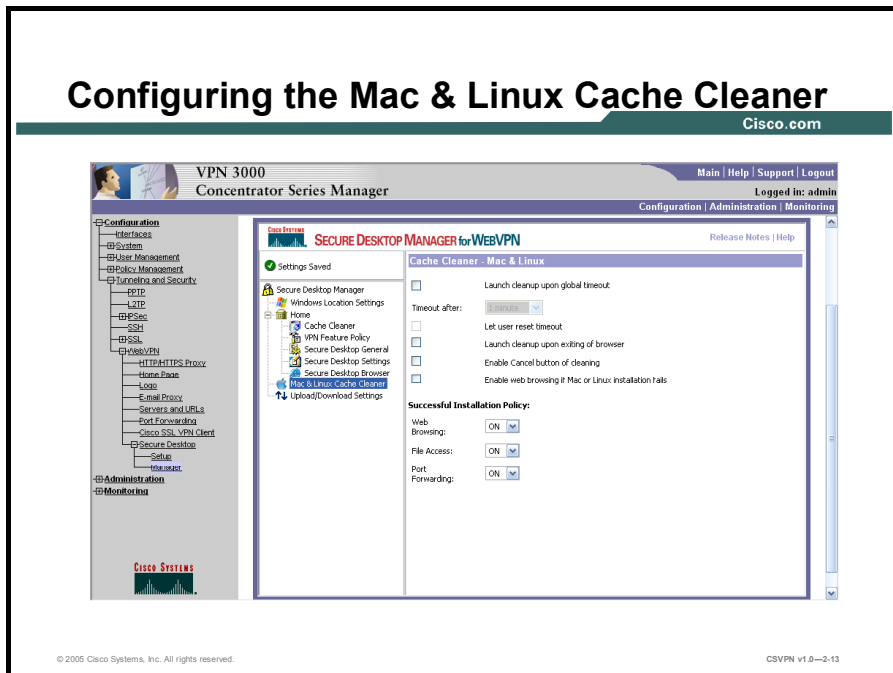 Configuring the Mac & Linux Cache Cleaner
Cisco.com
VPN 3000
Concentrator Series Manager
Main | Help | Support | Logout
Logged in: admin
Configuration | Administration | Monitoring
Configuration
Interfaces
System
User Management
Policy Management
Tunneling and Security
PPTP
L2TP
IPSec
SSH
SSL
WebVPN
HTTP/HTTPS Proxy
Home Page
Logo
E-mail Proxy
Servers and URLs
Port Forwarding
Cisco SSL VPN Client
Secure Desktop
Setup
Manager
Administration
Monitoring
CISCO SYSTEMS
CISCO SYSTEMS
SECURE DESKTOP MANAGER for WEBVPN
Release Notes | Help
Settings Saved
Secure Desktop Manager
Windows Location Settings
Home
Cache Cleaner
VPN Feature Policy
Secure Desktop General
Secure Desktop Settings
Secure Desktop Browser
Mac & Linux Cache Cleaner
Upload/Download Settings
Cache Cleaner - Mac & Linux
Launch cleanup upon global timeout
Timeout after: 1 minute
Let user reset timeout
Launch cleanup upon exiting of browser
Enable Cancel button of cleaning
Enable web browsing if Mac or Linux installation fails
Successful Installation Policy:
Web Browsing: ON
File Access: ON
Port Forwarding: ON
© 2005 Cisco Systems, Inc. All rights reserved.
CSVPN v1.0—2-13